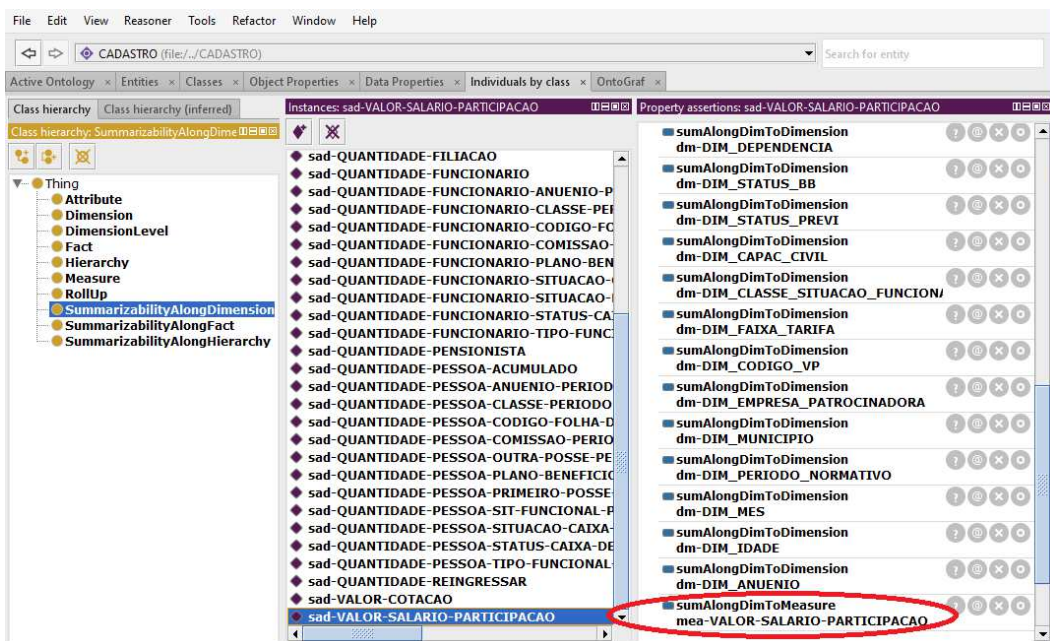 File Edit View Reasoner Tools Refactor Window Help
CADASTRO (file:/../CADASTRO)
Search for entity
Active Ontology × Entities × Classes × Object Properties × Data Properties × Individuals by class × OntoGraf ×
Class hierarchy Class hierarchy (inferred)
Class hierarchy: SummarizabilityAlongDime
Thing
Attribute
Dimension
DimensionLevel
Fact
Hierarchy
Measure
RollUp
SummarizabilityAlongDimension
SummarizabilityAlongFact
SummarizabilityAlongHierarchy
Instances: sad-VALOR-SALARIO-PARTICIPACAO
sad-QUANTIDADE-FILIACAO
sad-QUANTIDADE-FUNCIONARIO
sad-QUANTIDADE-FUNCIONARIO-ANUENIO-P
sad-QUANTIDADE-FUNCIONARIO-CLASSE-PER
sad-QUANTIDADE-FUNCIONARIO-CODIGO-FO
sad-QUANTIDADE-FUNCIONARIO-COMISSAO-
sad-QUANTIDADE-FUNCIONARIO-PLANO-BEN
sad-QUANTIDADE-FUNCIONARIO-SITUACAO-
sad-QUANTIDADE-FUNCIONARIO-SITUACAO-
sad-QUANTIDADE-FUNCIONARIO-STATUS-CA
sad-QUANTIDADE-FUNCIONARIO-TIPO-FUNC
sad-QUANTIDADE-PENSIONISTA
sad-QUANTIDADE-PESSOA-ACUMULADO
sad-QUANTIDADE-PESSOA-ANUENIO-PERIOD
sad-QUANTIDADE-PESSOA-CLASSE-PERIODO
sad-QUANTIDADE-PESSOA-CODIGO-FOLHA-D
sad-QUANTIDADE-PESSOA-COMISSAO-PERIO
sad-QUANTIDADE-PESSOA-OUTRA-POSSE-PE
sad-QUANTIDADE-PESSOA-PLANO-BENEFICIO
sad-QUANTIDADE-PESSOA-PRIMEIRO-POSSE-
sad-QUANTIDADE-PESSOA-SIT-FUNCIONAL-P
sad-QUANTIDADE-PESSOA-SITUACAO-CAIXA-
sad-QUANTIDADE-PESSOA-STATUS-CAIXA-DE
sad-QUANTIDADE-PESSOA-TIPO-FUNCIONAL-
sad-QUANTIDADE-REINGRESSAR
sad-VALOR-COTACAO
sad-VALOR-SALARIO-PARTICIPACAO
Property assertions: sad-VALOR-SALARIO-PARTICIPACAO
sumAlongDimToDimension
dm-DIM_DEPENDENCIA
sumAlongDimToDimension
dm-DIM_STATUS_BB
sumAlongDimToDimension
dm-DIM_STATUS_PREVI
sumAlongDimToDimension
dm-DIM_CAPAC_CIVIL
sumAlongDimToDimension
dm-DIM_CLASSE_SITUACAO_FUNCION
sumAlongDimToDimension
dm-DIM_FAIXA_TARIFA
sumAlongDimToDimension
dm-DIM_CODIGO_VP
sumAlongDimToDimension
dm-DIM_EMPRESA_PATROCINADORA
sumAlongDimToDimension
dm-DIM_MUNICIPIO
sumAlongDimToDimension
dm-DIM_PERIODO_NORMATIVO
sumAlongDimToDimension
dm-DIM_MES
sumAlongDimToDimension
dm-DIM_IDADE
sumAlongDimToDimension
dm-DIM_ANUENIO
sumAlongDimToMeasure
mea-VALOR-SALARIO-PARTICIPACAO